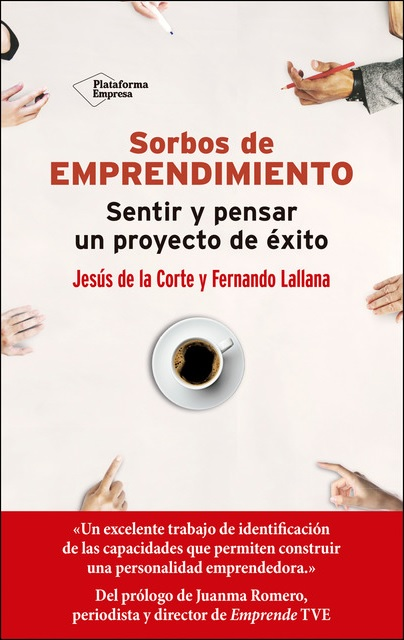 Plataforma
Empresa
Sorbos de
EMPRENDIMIENTO
Sentir y pensar
un proyecto de éxito
Jesús de la Corte y Fernando Lallana
«Un excelente trabajo de identificación
de las capacidades que permiten construir
una personalidad emprendedora.»
Del prólogo de Juanma Romero,
periodista y director de Emprende TVE